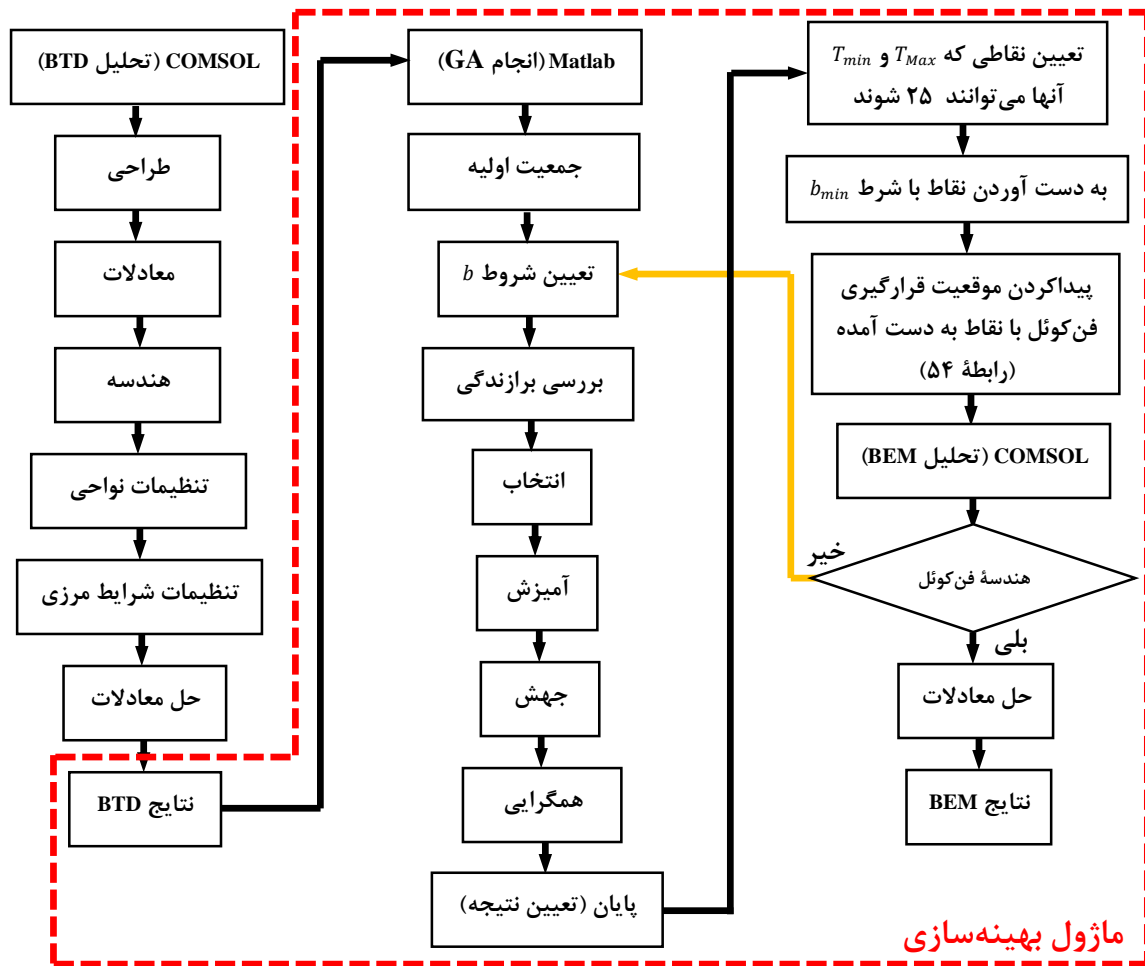 COMSOL (تحلیل BTD)
طراحی
معادلات
هندسه
تنظیمات نواحی
تنظیمات شرایط مرزی
حل معادلات
نتایج BTD
Matlab (انجام GA)
جمعیت اولیه
تعیین شروط b
بررسی برازندگی
انتخاب
آمیزش
جهش
همگرایی
پایان (تعیین نتیجه)
تعیین نقاطی که T_Max و T_min
آنها می‌توانند ۲۵ شوند
به دست آوردن نقاط با شرط b_min
پیداکردن موقعیت قرارگیری
فن‌کوئل با نقاط به دست آمده
(رابطهٔ ۵۴)
COMSOL (تحلیل BEM)
هندسهٔ فن‌کوئل
خیر
بلی
حل معادلات
نتایج BEM
ماژول بهینه‌سازی